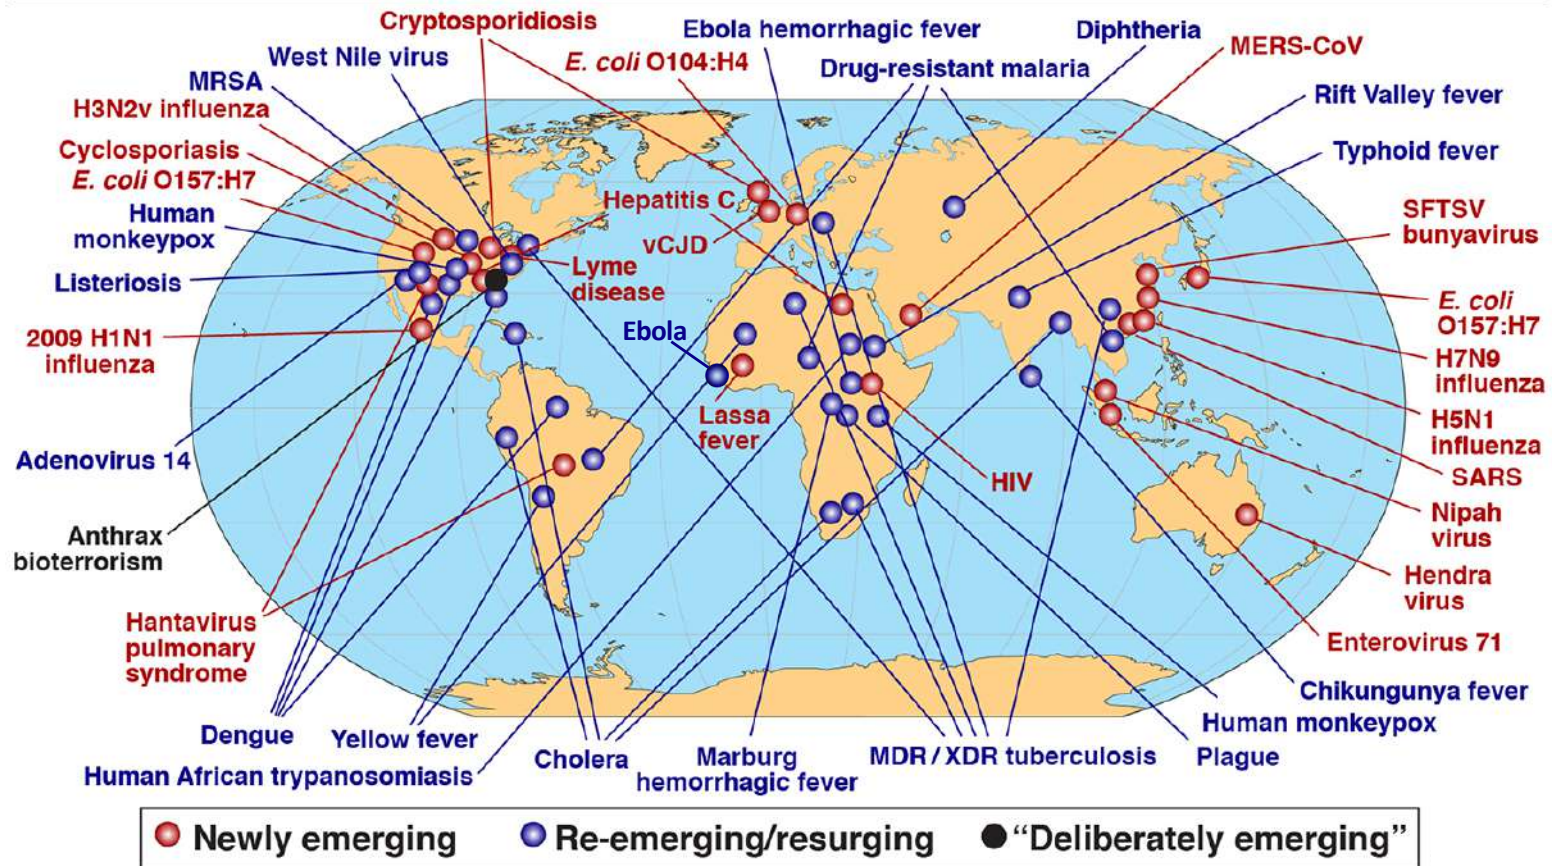 Cryptosporidiosis
Ebola hemorrhagic fever
Diphtheria
MERS-CoV
West Nile virus
E. coli O104:H4
Drug-resistant malaria
MRSA
Rift Valley fever
H3N2v influenza
Cyclosporiasis
Typhoid fever
E. coli O157:H7
Hepatitis C
SFTSV
bunyavirus
Human
monkeypox
vCJD
Listeriosis
Lyme
disease
E. coli
O157:H7
2009 H1N1
influenza
Ebola
H7N9
influenza
Lassa
fever
H5N1
influenza
Adenovirus 14
HIV
SARS
Anthrax
bioterrorism
Nipah
virus
Hendra
virus
Hantavirus
pulmonary
syndrome
Enterovirus 71
Chikungunya fever
Human monkeypox
Dengue
Yellow fever
Cholera
Marburg
hemorrhagic fever
MDR / XDR tuberculosis
Plague
Human African trypanosomiasis
Newly emerging
Re-emerging/resurging
“Deliberately emerging”